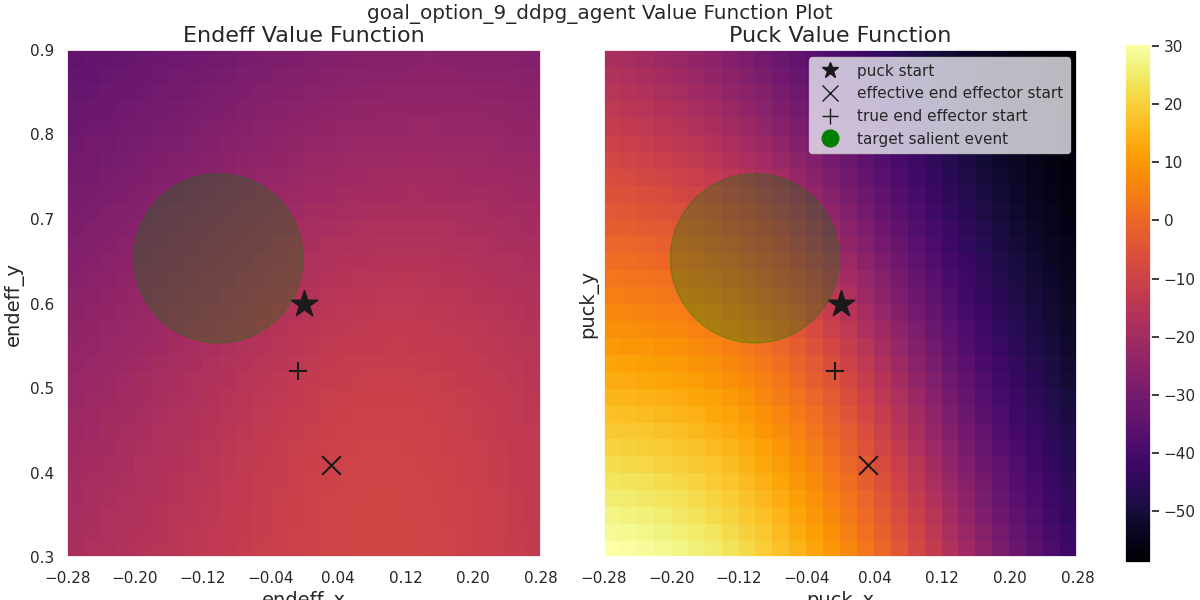 goal_option_9_ddpg_agent Value Function Plot
Endeff Value Function
Puck Value Function
0.9
0.8
0.7
0.6
0.5
0.4
0.3
endeff_y
−0.28 −0.20 −0.12 −0.04 0.04 0.12 0.20 0.28
endeff_x
puck start
effective end effector start
true end effector start
target salient event
puck_y
−0.28 −0.20 −0.12 −0.04 0.04 0.12 0.20 0.28
puck_x
30
20
10
0
−10
−20
−30
−40
−50